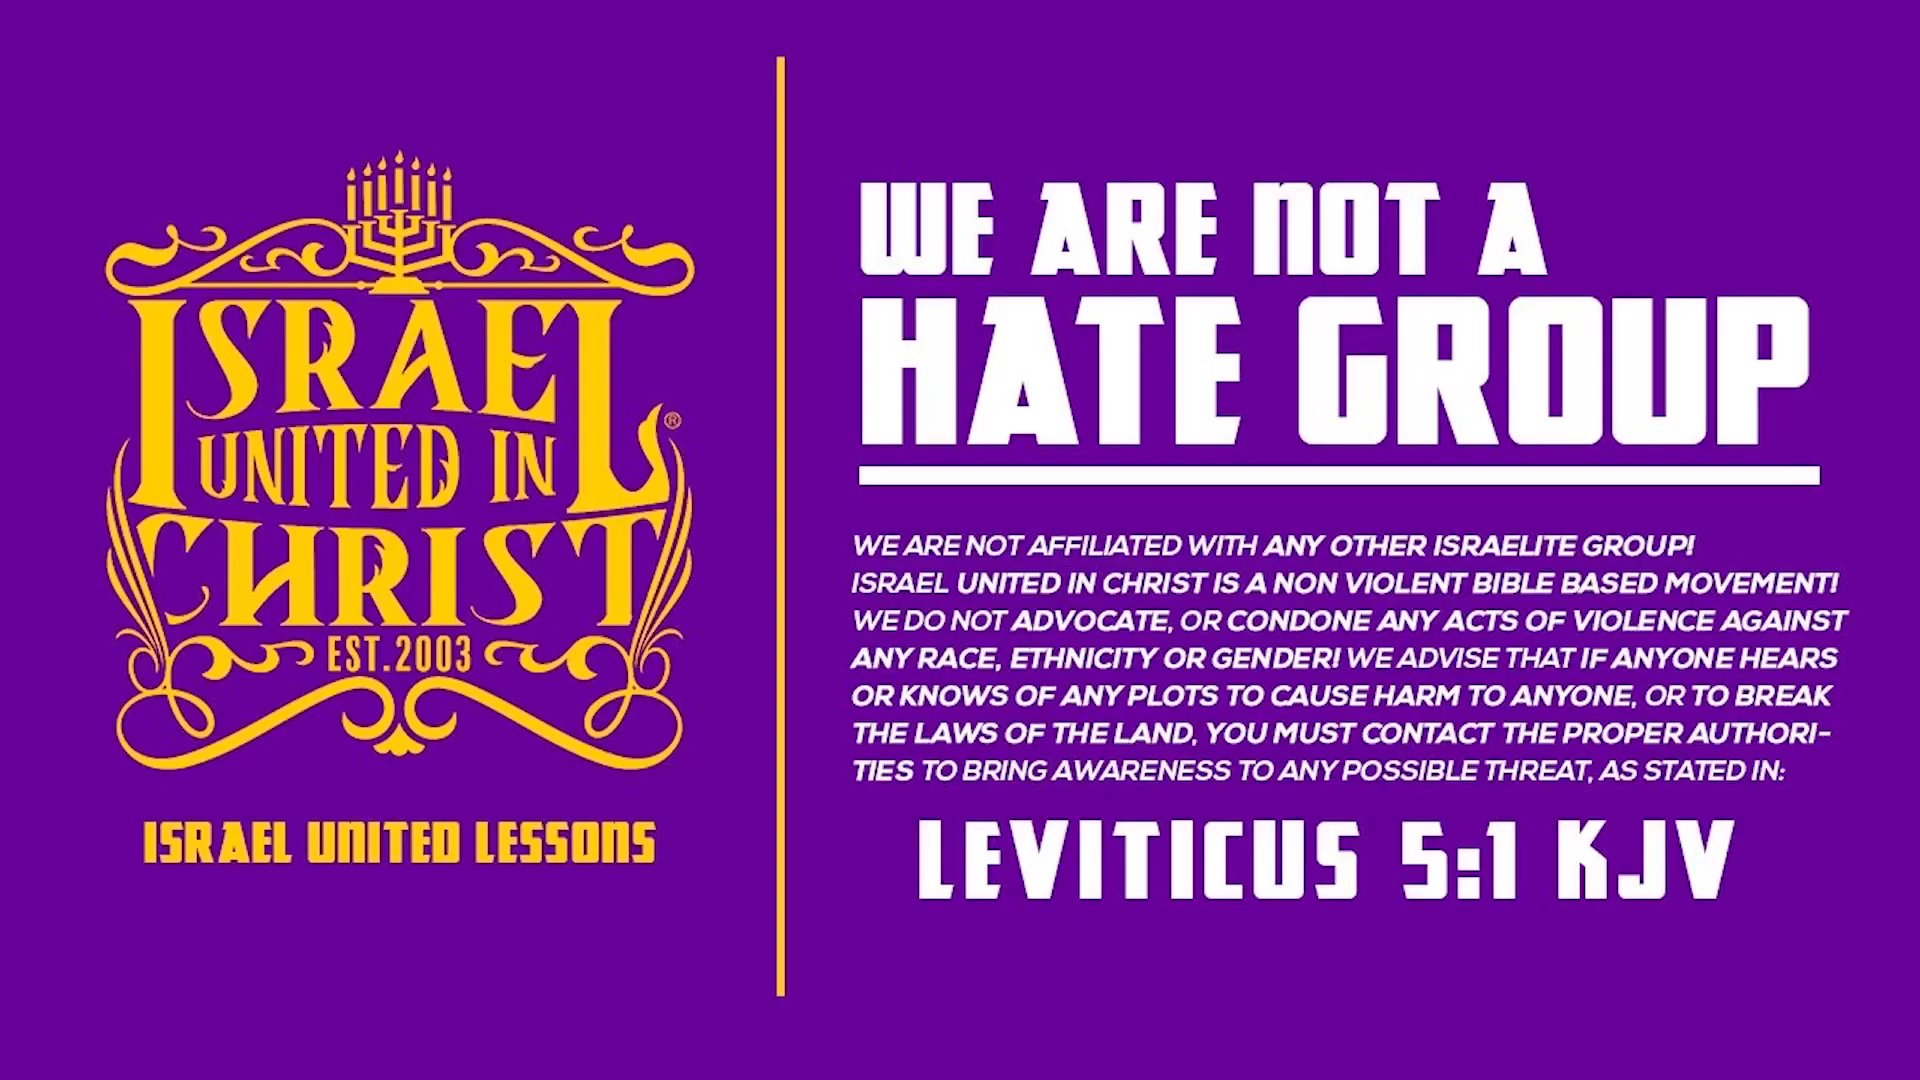 ISRAEL
UNITED IN
CHRIST
®
EST.2003
ISRAEL UNITED LESSONS
WE ARE NOT A
HATE GROUP
WE ARE NOT AFFILIATED WITH ANY OTHER ISRAELITE GROUP!
ISRAEL UNITED IN CHRIST IS A NON VIOLENT BIBLE BASED MOVEMENT!
WE DO NOT ADVOCATE, OR CONDONE ANY ACTS OF VIOLENCE AGAINST
ANY RACE, ETHNICITY OR GENDER! WE ADVISE THAT IF ANYONE HEARS
OR KNOWS OF ANY PLOTS TO CAUSE HARM TO ANYONE, OR TO BREAK
THE LAWS OF THE LAND, YOU MUST CONTACT THE PROPER AUTHORI-
TIES TO BRING AWARENESS TO ANY POSSIBLE THREAT, AS STATED IN:
LEVITICUS 5:1 KJV